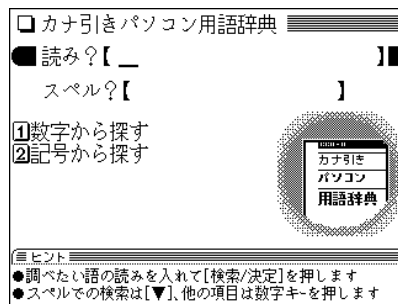 カナ引きパソコン用語辞典
読み?【 】
スペル?【 】
1数字から探す
2記号から探す
カナ引き
パソコン
用語辞典
ヒント
●調べたい語の読みを入れて[検索/決定]を押します
●スペルでの検索は[▼]、他の項目は数字キーを押します